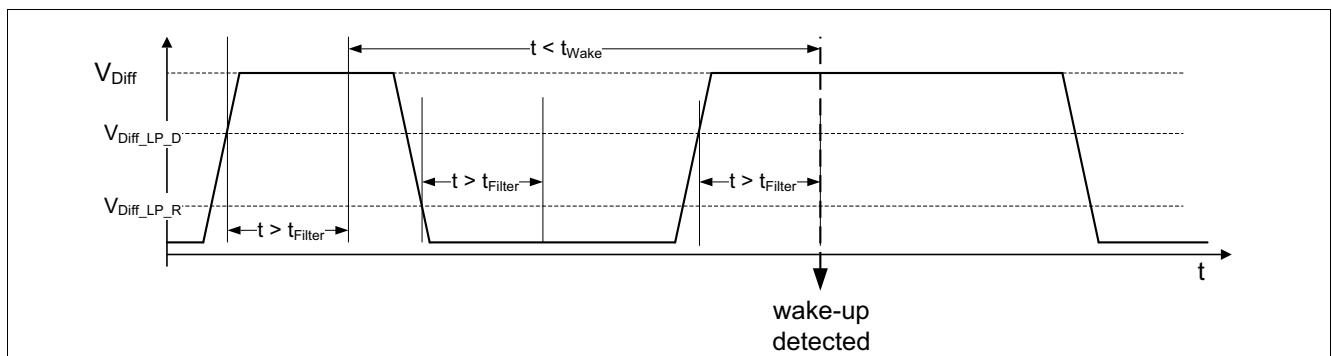 t < tWake
VDiff
VDiff_LP_D
t > tFilter
t > tFilter
VDiff_LP_R
t > tFilter
t
wake-up
detected